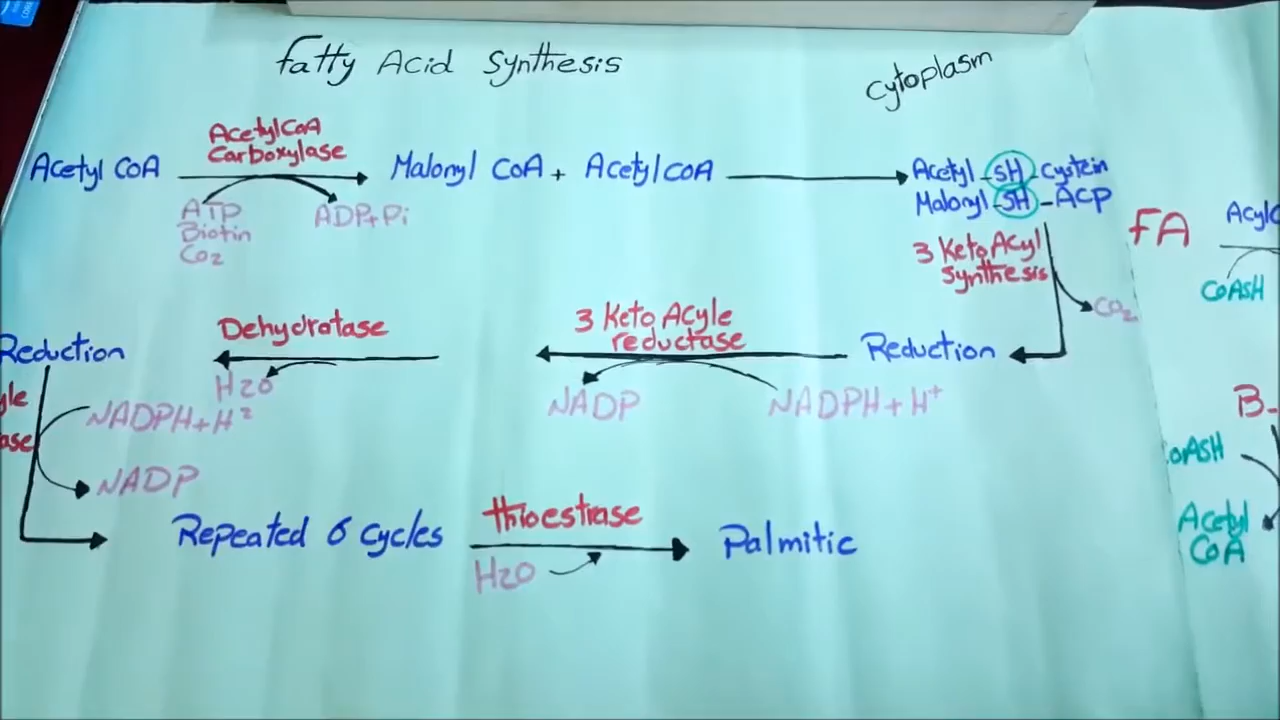 Fatty Acid Synthesis
Cytoplasm
Acetyl CoA
Acetyl CoA
Carboxylase
ATP
Biotin
Co2
ADP+Pi
Malonyl CoA + Acetyl CoA
Acetyl - SH - Cystein
Malonyl - SH - ACP
3 Keto Acyl
Synthesis
CO2
Reduction
3 Keto Acyle
reductase
NADPH + H+
NADP
Dehydrotase
H2O
Reduction
NADPH + H2
NADP
Repeated 6 Cycles
thioestrase
H2O
Palmitic
FA
CoASH
B-
Acetyl
CoA